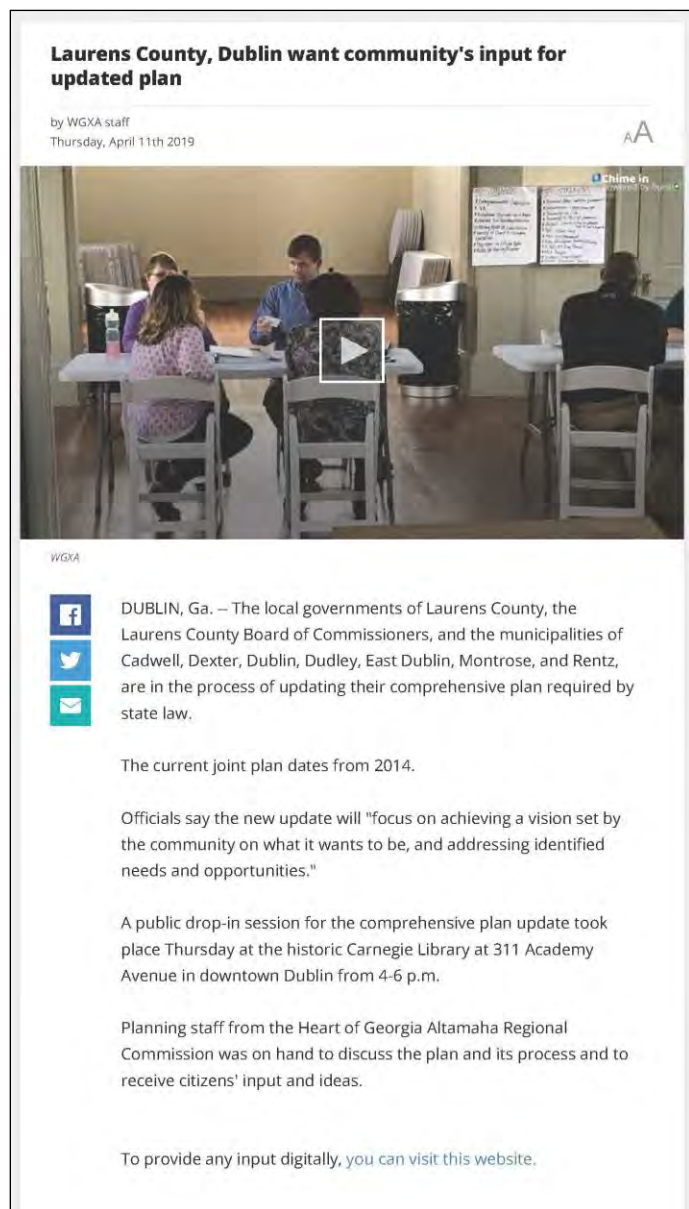 Laurens County, Dublin want community's input for
updated plan
by WGXA staff
Thursday, April 11th 2019
AA
Chime in
WGXA
DUBLIN, Ga. – The local governments of Laurens County, the
Laurens County Board of Commissioners, and the municipalities of
Cadwell, Dexter, Dublin, Dudley, East Dublin, Montrose, and Rentz,
are in the process of updating their comprehensive plan required by
state law.
The current joint plan dates from 2014.
Officials say the new update will "focus on achieving a vision set by
the community on what it wants to be, and addressing identified
needs and opportunities."
A public drop-in session for the comprehensive plan update took
place Thursday at the historic Carnegie Library at 311 Academy
Avenue in downtown Dublin from 4-6 p.m.
Planning staff from the Heart of Georgia Altamaha Regional
Commission was on hand to discuss the plan and its process and to
receive citizens' input and ideas.
To provide any input digitally, you can visit this website.